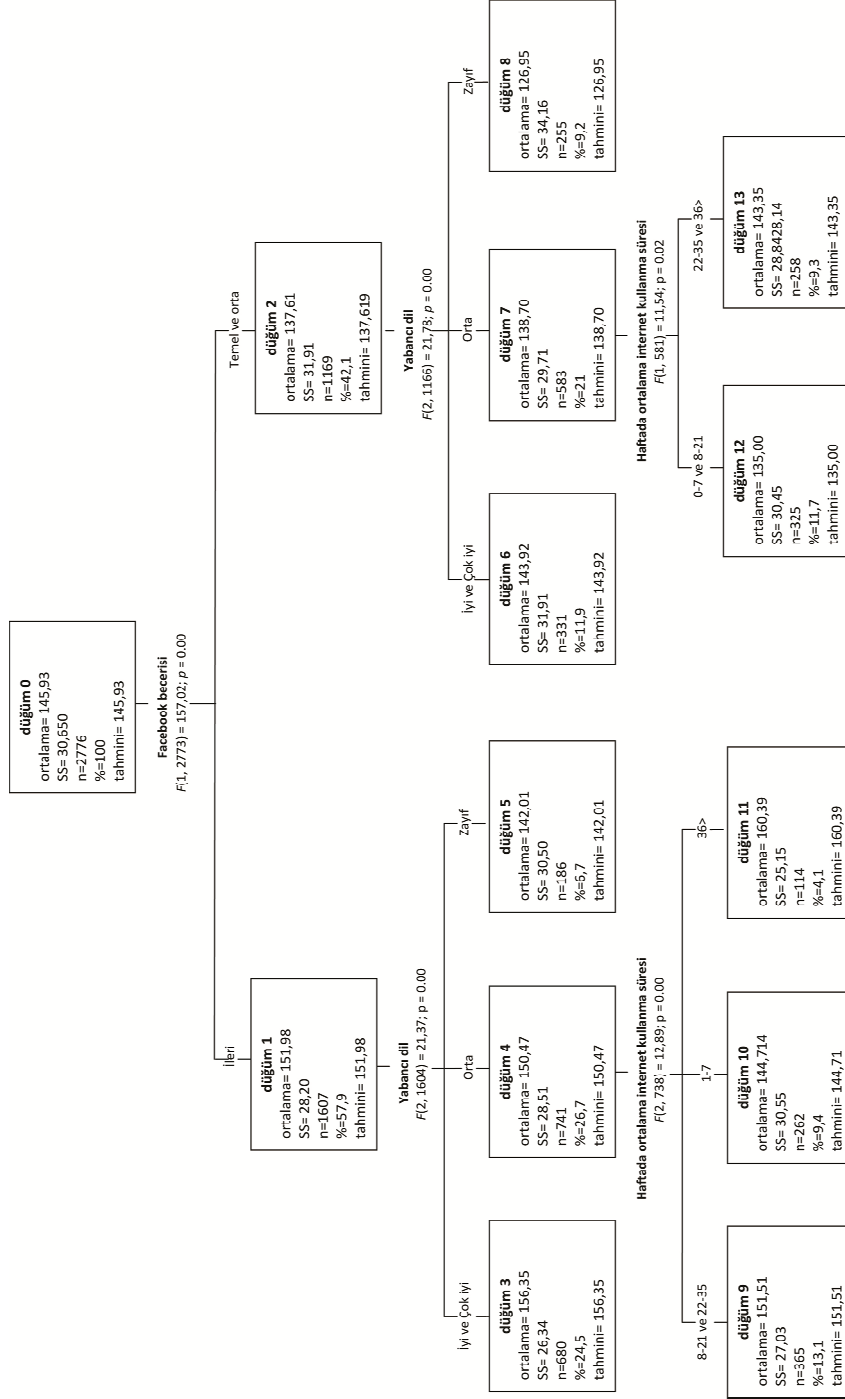 düğüm 0
ortalama= 145,93
SS= 30,650
n=2776
%=100
tahmini= 145,93
Facebook becerisi
F(1, 2773) = 157,02; p = 0.00
İleri
Temel ve orta
düğüm 1
ortalama= 151,98
SS= 28,20
n=1607
%=57,9
tahmini= 151,98
düğüm 2
ortalama= 137,61
SS= 31,91
n=1169
%=42,1
tahmini= 137,619
Yabancı dil
F(2, 1604) = 21,37; p = 0.00
Yabancı dil
F(2, 1166) = 21,73; p = 0.00
İyi ve Çok iyi
Orta
Zayıf
İyi ve Çok iyi
Orta
Zayıf
düğüm 3
ortalama= 156,35
SS= 26,34
n=680
%=24,5
tahmini= 156,35
düğüm 4
ortalama= 150,47
SS= 28,51
n=741
%=26,7
tahmini= 150,47
düğüm 5
ortalama= 142,01
SS= 30,50
n=186
%=6,7
tahmini= 142,01
düğüm 6
ortalama= 143,92
SS= 31,91
n=331
%=11,9
tahmini= 143,92
düğüm 7
ortalama= 138,70
SS= 29,71
n=583
%=21
tahmini= 138,70
düğüm 8
orta ama= 126,95
SS= 34,16
n=255
%=9,2
tahmini= 126,95
Haftada ortalama internet kullanma süresi
F(2, 738) = 12,89; p = 0.00
Haftada ortalama internet kullanma süresi
F(1, 581) = 11,54; p = 0.02
8-21 ve 22-35
1-7
36>
0-7 ve 8-21
22-35 ve 36>
düğüm 9
ortalama= 151,51
SS= 27,03
n=365
%=13,1
tahmini= 151,51
düğüm 10
ortalama= 144,714
SS= 30,55
n=262
%=9,4
tahmini= 144,71
düğüm 11
ortalama= 160,39
SS= 25,15
n=114
%=4,1
tahmini= 160,39
düğüm 12
ortalama= 135,00
SS= 30,45
n=325
%=11,7
tahmini= 135,00
düğüm 13
ortalama= 143,35
SS= 28,8428,14
n=258
%=9,3
tahmini= 143,35